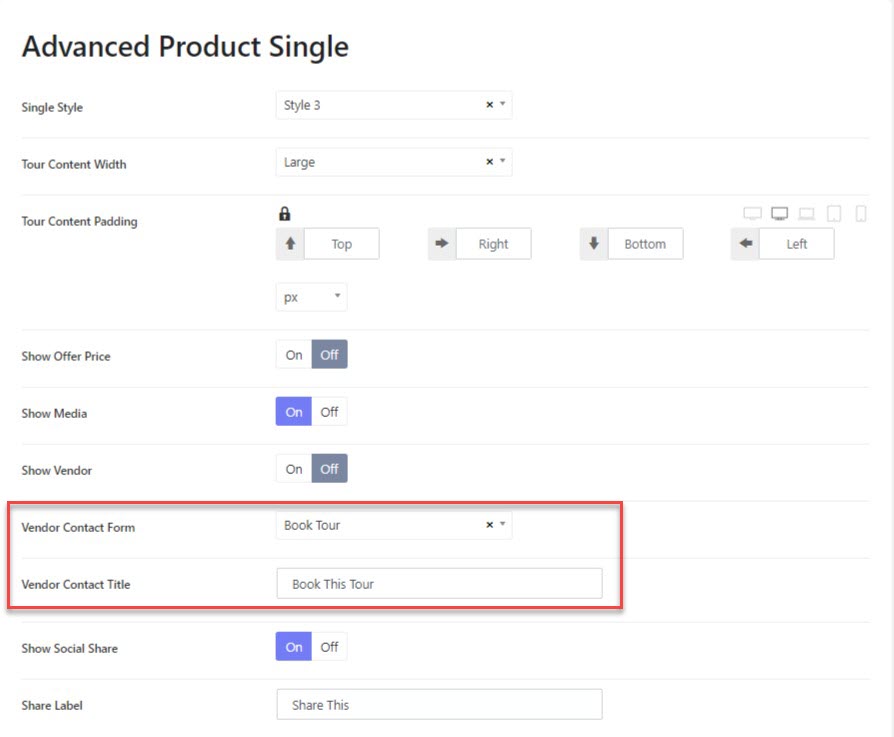 Advanced Product Single
Single Style Style 3 ×
Tour Content Width Large ×
Tour Content Padding
Top Right Bottom Left
px
Show Offer Price On Off
Show Media On Off
Show Vendor On Off
Vendor Contact Form Book Tour ×
Vendor Contact Title Book This Tour
Show Social Share On Off
Share Label Share This